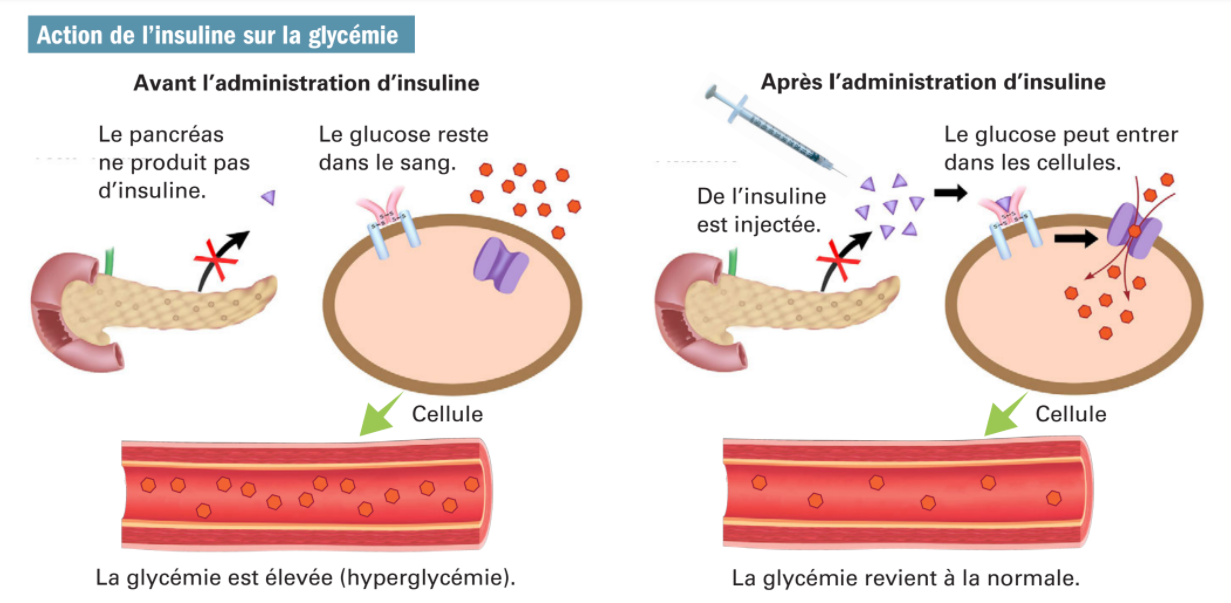 Action de l'insuline sur la glycémie
Avant l'administration d'insuline
Le pancréas
ne produit pas
d'insuline.
Le glucose reste
dans le sang.
S S
S S S S
Cellule
La glycémie est élevée (hyperglycémie).
Après l'administration d'insuline
De l'insuline
est injectée.
Le glucose peut entrer
dans les cellules.
S S
S S S S
Cellule
La glycémie revient à la normale.